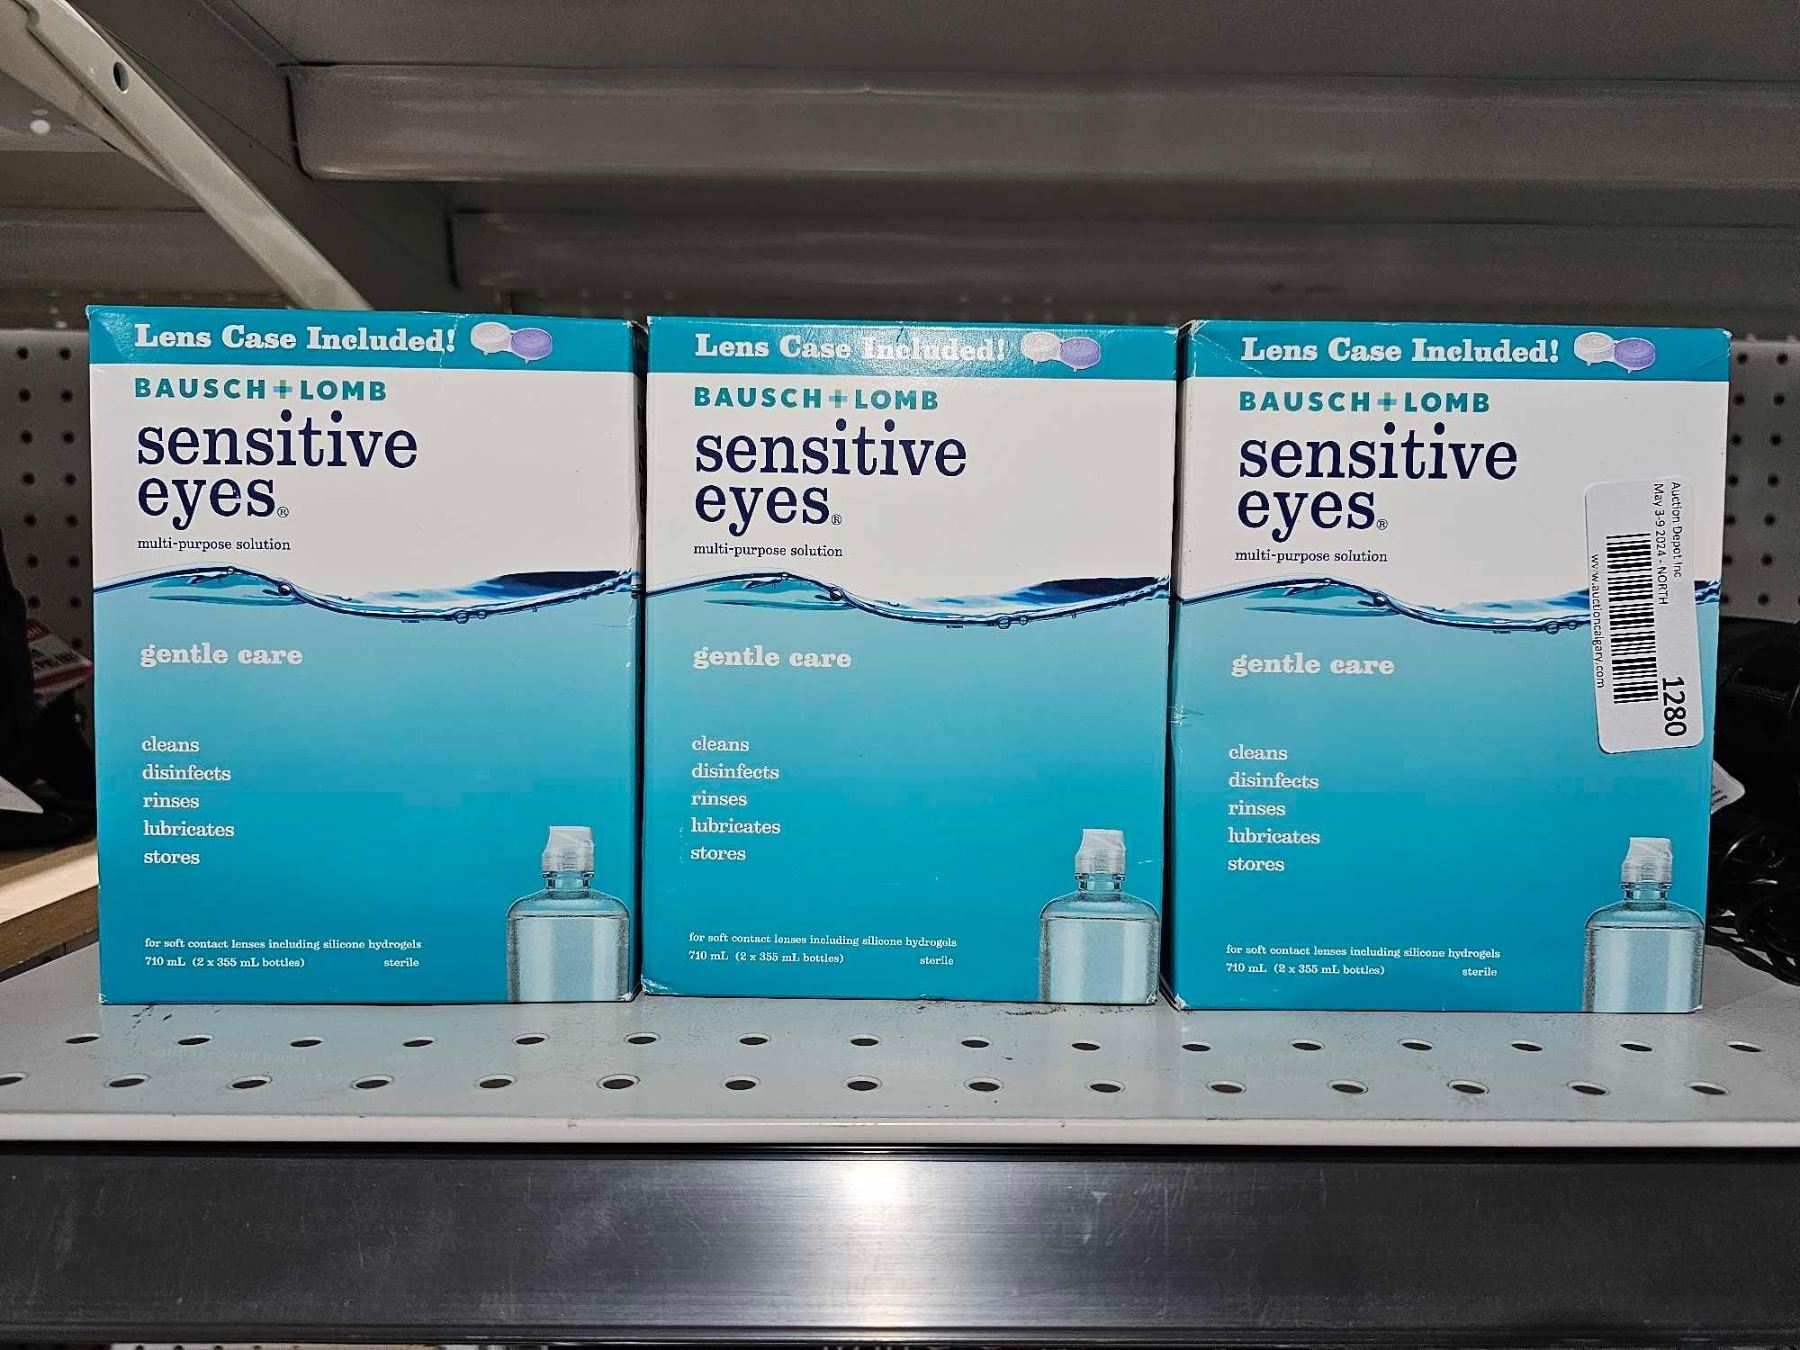 Lens Case Included!
BAUSCH + LOMB
sensitive
eyes®
multi-purpose solution
gentle care
cleans
disinfects
rinses
lubricates
stores
for soft contact lenses including silicone hydrogels
710 mL (2 x 355 mL bottles) sterile
Lens Case Included!
BAUSCH + LOMB
sensitive
eyes®
multi-purpose solution
gentle care
cleans
disinfects
rinses
lubricates
stores
for soft contact lenses including silicone hydrogels
710 mL (2 x 355 mL bottles) sterile
Lens Case Included!
BAUSCH + LOMB
sensitive
eyes®
multi-purpose solution
gentle care
cleans
disinfects
rinses
lubricates
stores
for soft contact lenses including silicone hydrogels
710 mL (2 x 355 mL bottles) sterile
Auction Depot Inc
May 3-9 2024 - NORTH
1280
www.auctioncalgary.com